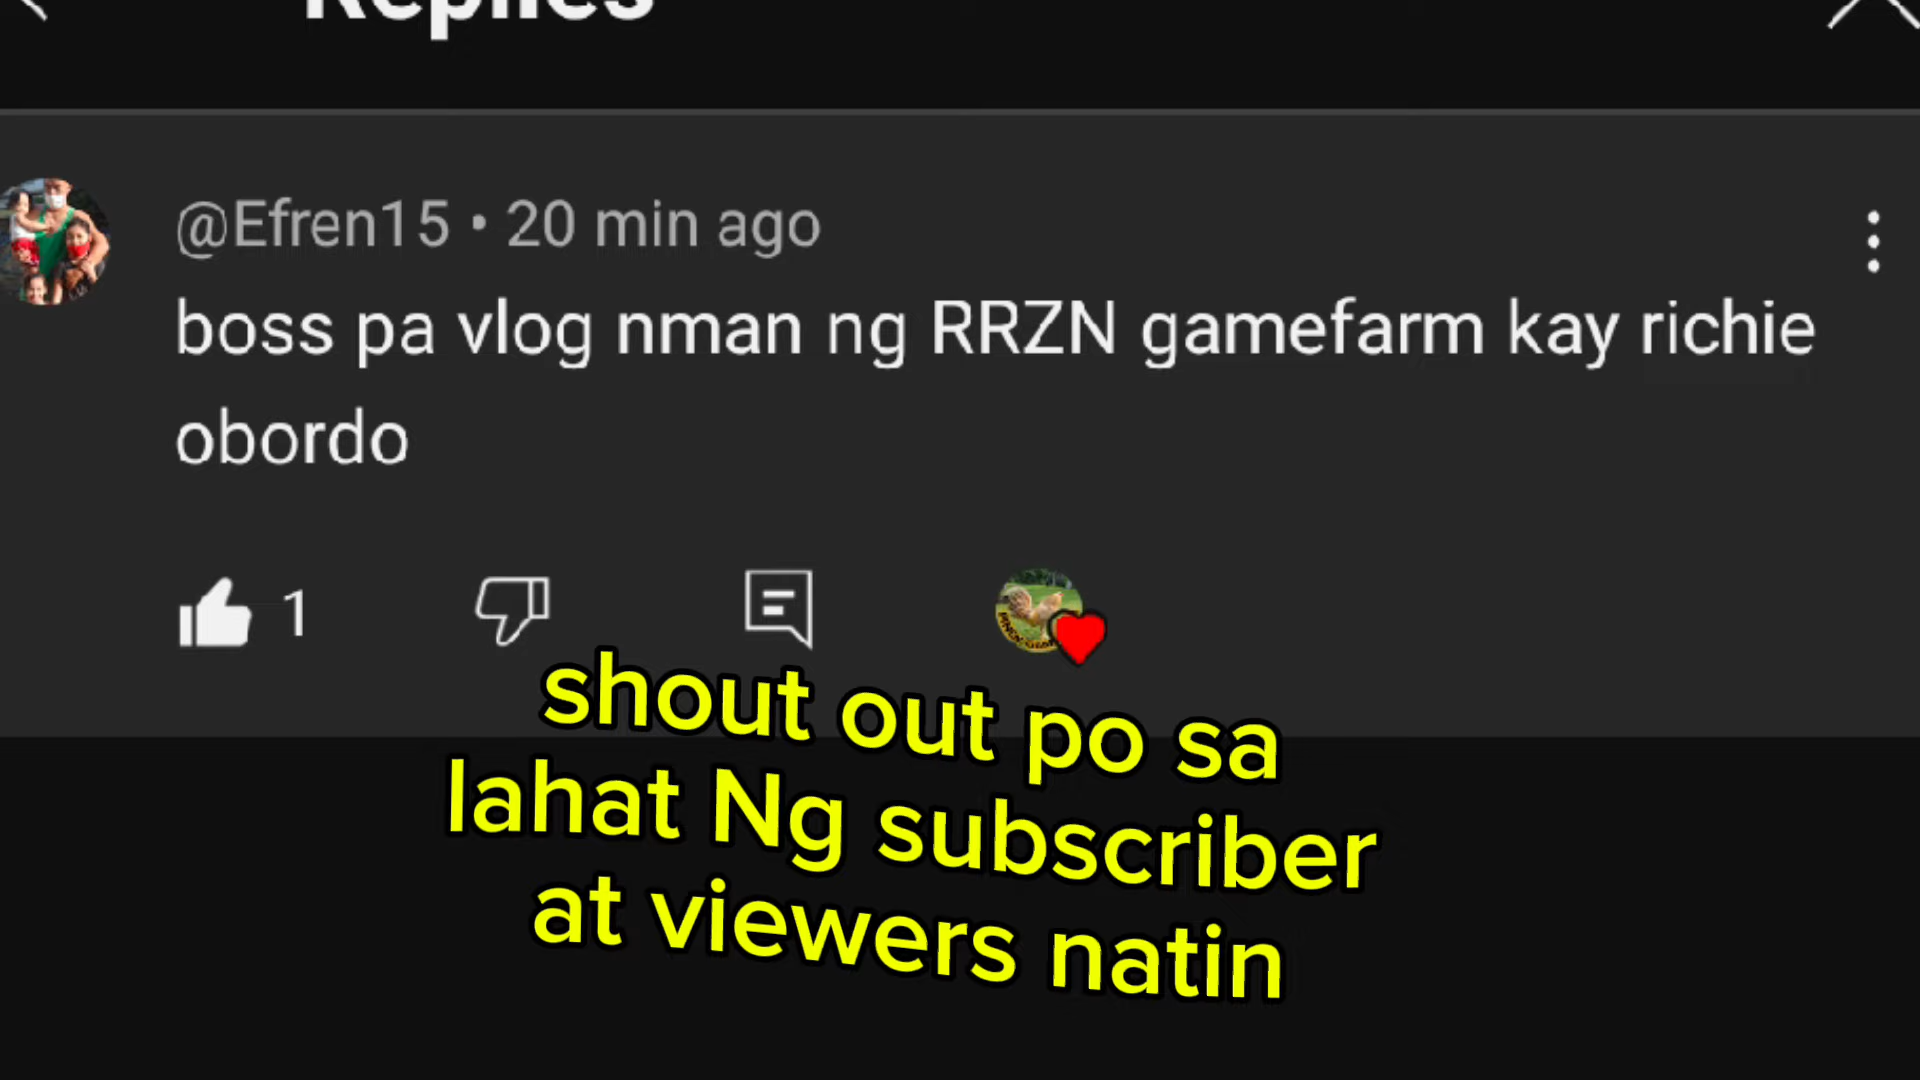 Replies
@Efren15 • 20 min ago
boss pa vlog nman ng RRZN gamefarm kay richie
obordo
1
shout out po sa
lahat Ng subscriber
at viewers natin